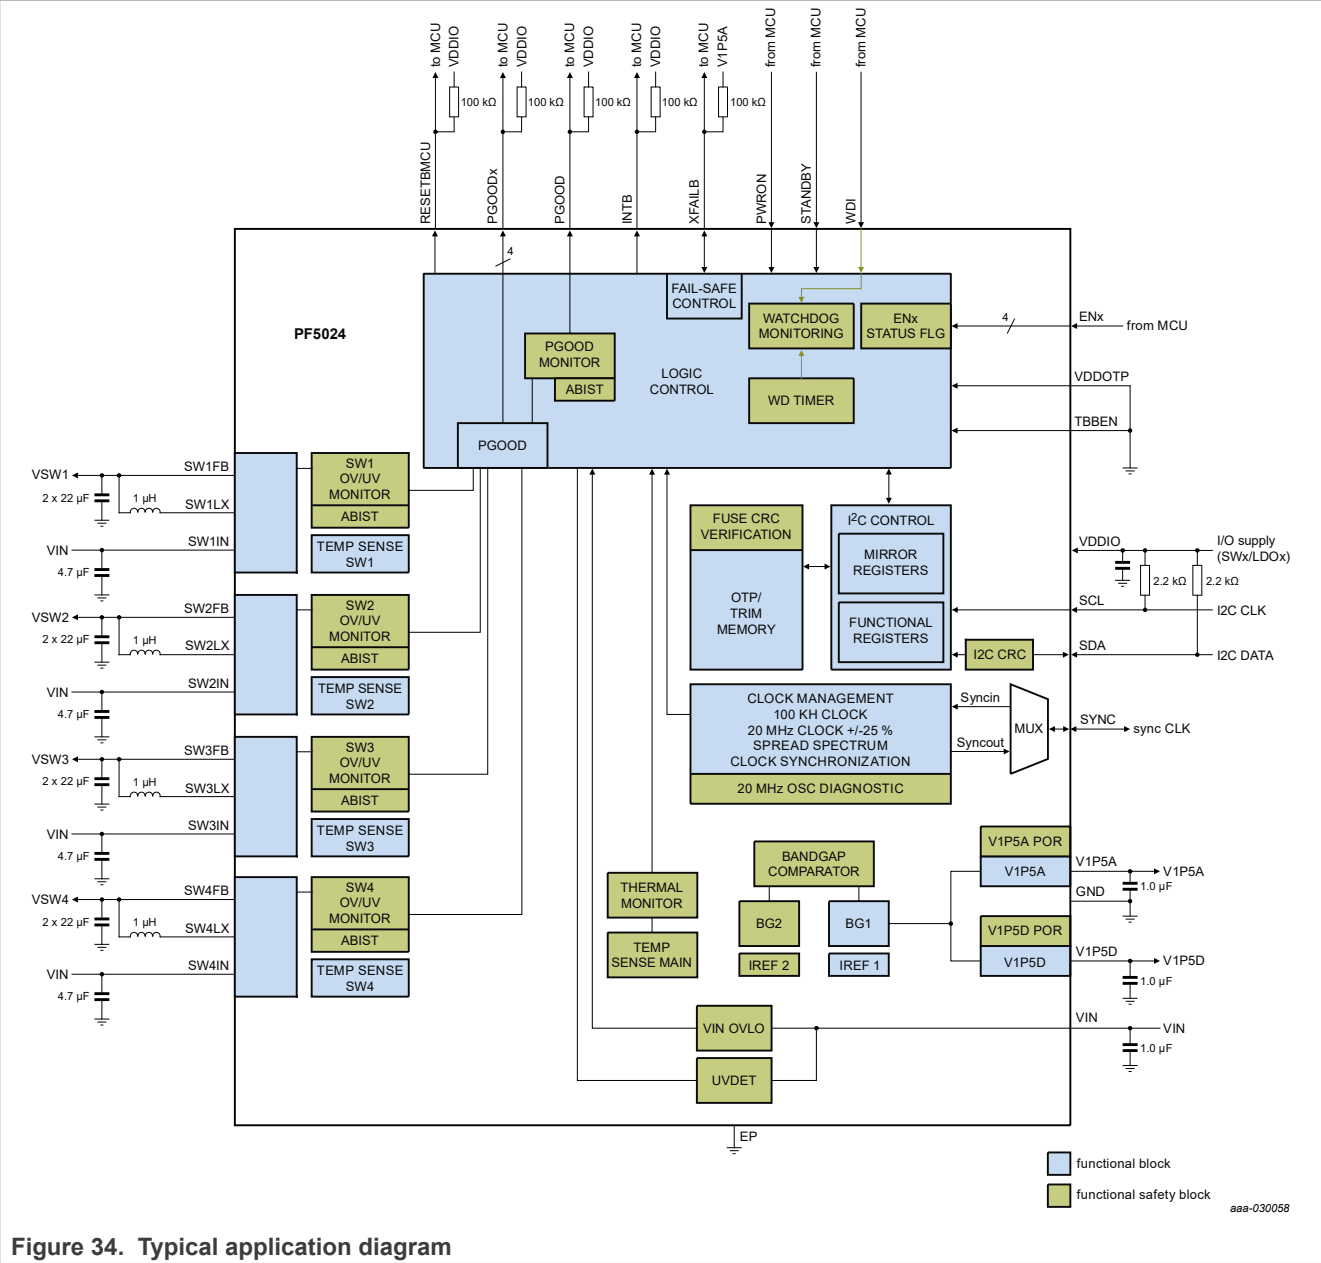 to MCU
VDDIO
to MCU
VDDIO
to MCU
VDDIO
to MCU
VDDIO
to MCU
V1P5A
from MCU
from MCU
from MCU
100 kΩ
100 kΩ
100 kΩ
100 kΩ
100 kΩ
RESETBMCU
PGOODx
PGOOD
INTB
XFAILB
PWRON
STANDBY
WDI
4
PF5024
FAIL-SAFE
CONTROL
WATCHDOG
MONITORING
ENx
STATUS FLG
PGOOD
MONITOR
ABIST
LOGIC
CONTROL
WD TIMER
PGOOD
4
ENx
from MCU
VDDOTP
TBBEN
VSW1
2 x 22 µF
1 µH
SW1FB
SW1LX
VIN
SW1IN
4.7 µF
SW1
OV/UV
MONITOR
ABIST
TEMP SENSE
SW1
VSW2
2 x 22 µF
1 µH
SW2FB
SW2LX
VIN
SW2IN
4.7 µF
SW2
OV/UV
MONITOR
ABIST
TEMP SENSE
SW2
VSW3
2 x 22 µF
1 µH
SW3FB
SW3LX
VIN
SW3IN
4.7 µF
SW3
OV/UV
MONITOR
ABIST
TEMP SENSE
SW3
VSW4
2 x 22 µF
1 µH
SW4FB
SW4LX
VIN
SW4IN
4.7 µF
SW4
OV/UV
MONITOR
ABIST
TEMP SENSE
SW4
FUSE CRC
VERIFICATION
OTP/
TRIM
MEMORY
I2C CONTROL
MIRROR
REGISTERS
FUNCTIONAL
REGISTERS
I2C CRC
VDDIO
I/O supply
(SWx/LDOx)
2.2 kΩ
2.2 kΩ
SCL
I2C CLK
SDA
I2C DATA
CLOCK MANAGEMENT
100 KH CLOCK
20 MHz CLOCK +/-25 %
SPREAD SPECTRUM
CLOCK SYNCHRONIZATION
20 MHz OSC DIAGNOSTIC
Syncin
Syncout
MUX
SYNC
sync CLK
THERMAL
MONITOR
TEMP
SENSE MAIN
BANDGAP
COMPARATOR
BG2
BG1
IREF 2
IREF 1
V1P5A POR
V1P5A
V1P5D POR
V1P5D
V1P5A
V1P5A
1.0 µF
GND
V1P5D
V1P5D
1.0 µF
VIN OVLO
UVDET
VIN
VIN
1.0 µF
EP
functional block
functional safety block
aaa-030058
Figure 34. Typical application diagram